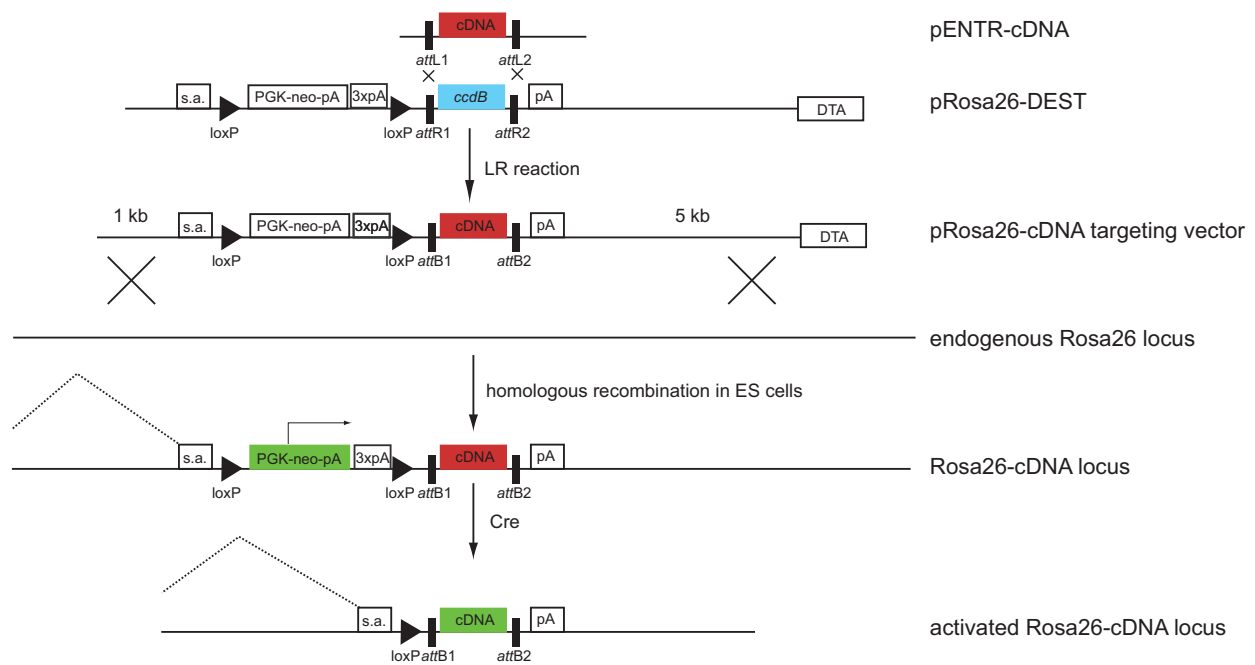 cDNA
pENTR-cDNA
attL1
attL2
s.a.
PGK-neo-pA
3xpA
ccdB
pA
pRosa26-DEST
DTA
loxP
loxP
attR1
attR2
LR reaction
1 kb
s.a.
PGK-neo-pA
3xpA
cDNA
pA
5 kb
pRosa26-cDNA targeting vector
DTA
loxP
loxP
attB1
attB2
endogenous Rosa26 locus
homologous recombination in ES cells
s.a.
PGK-neo-pA
3xpA
cDNA
pA
Rosa26-cDNA locus
loxP
loxP
attB1
attB2
Cre
s.a.
cDNA
pA
activated Rosa26-cDNA locus
loxP
attB1
attB2